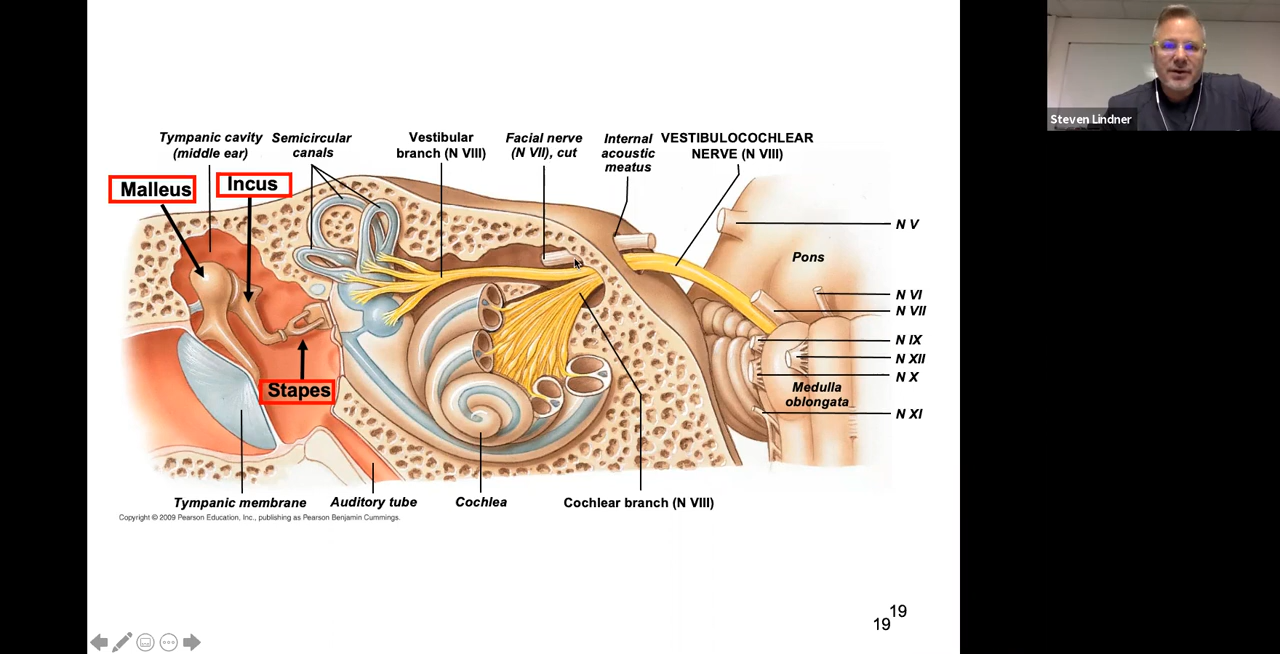 Steven Lindner
Tympanic cavity
(middle ear)
Semicircular
canals
Vestibular
branch (N VIII)
Facial nerve
(N VII), cut
Internal
acoustic
meatus
VESTIBULOCOCHLEAR
NERVE (N VIII)
Malleus
Incus
N V
Pons
N VI
N VII
N IX
N XII
N X
Stapes
Medulla
oblongata
N XI
Tympanic membrane
Auditory tube
Cochlea
Cochlear branch (N VIII)
Copyright © 2009 Pearson Education, Inc., publishing as Pearson Benjamin Cummings.
19
19